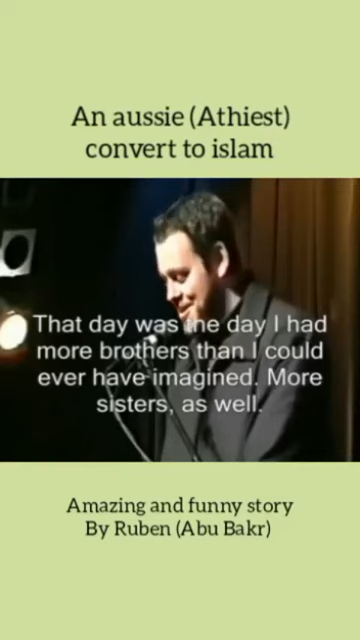 An aussie (Athiest)
convert to islam
That day was the day I had
more brothers than I could
ever have imagined. More
sisters, as well.
Amazing and funny story
By Ruben (Abu Bakr)